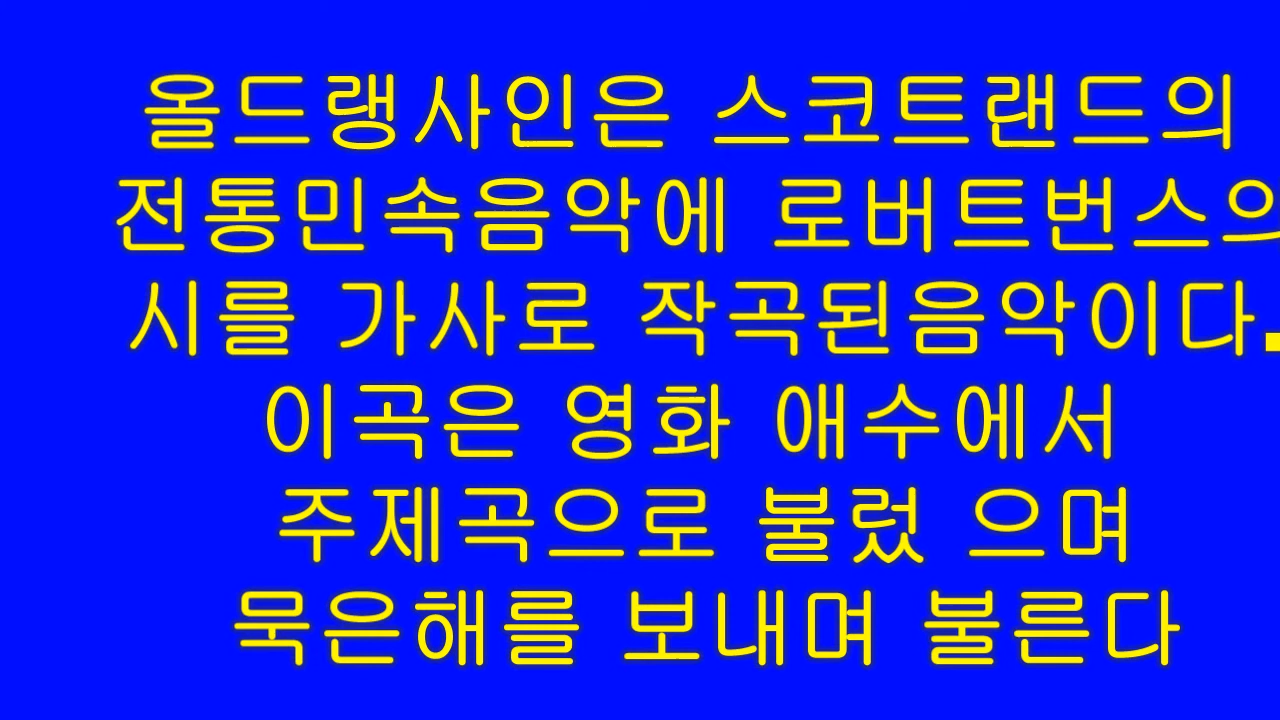 올드랭사인은 스코트랜드의
전통민속음악에 로버트번스의
시를 가사로 작곡된음악이다.
이곡은 영화 애수에서
주제곡으로 불렀 으며
묵은해를 보내며 불른다